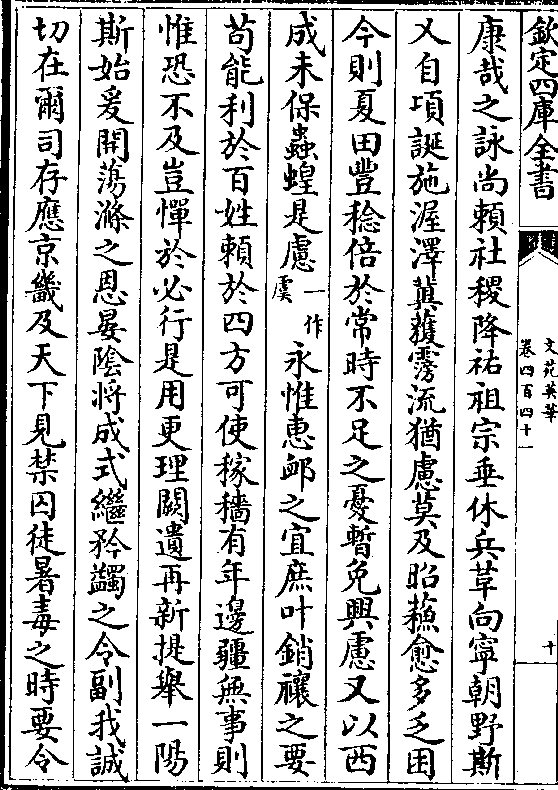 欽定四庫全書
文苑英華
卷四百四十一
十
康哉之詠尚賴社稷降祐祖宗垂休兵革向寧朝野斯
乂自項誕施渥澤冀獲霶流猶慮莫及昭蘓愈多乏困
今則夏田豐稔倍於常時不足之憂暫免興慮又以西
成未保蟲蝗是慮一作虞永惟惠䘏之宜庶叶銷禳之要
苟能利於百姓賴於四方可使稼穡有年邊疆無事則
惟恐不及豈憚於必行是用更理闕遺再新提舉一陽
斯始爰開蕩滌之恩晏陰将成式繼矜蠲之令副我誠
切在爾司存應京畿及天下見禁囚徒暑毒之時要令